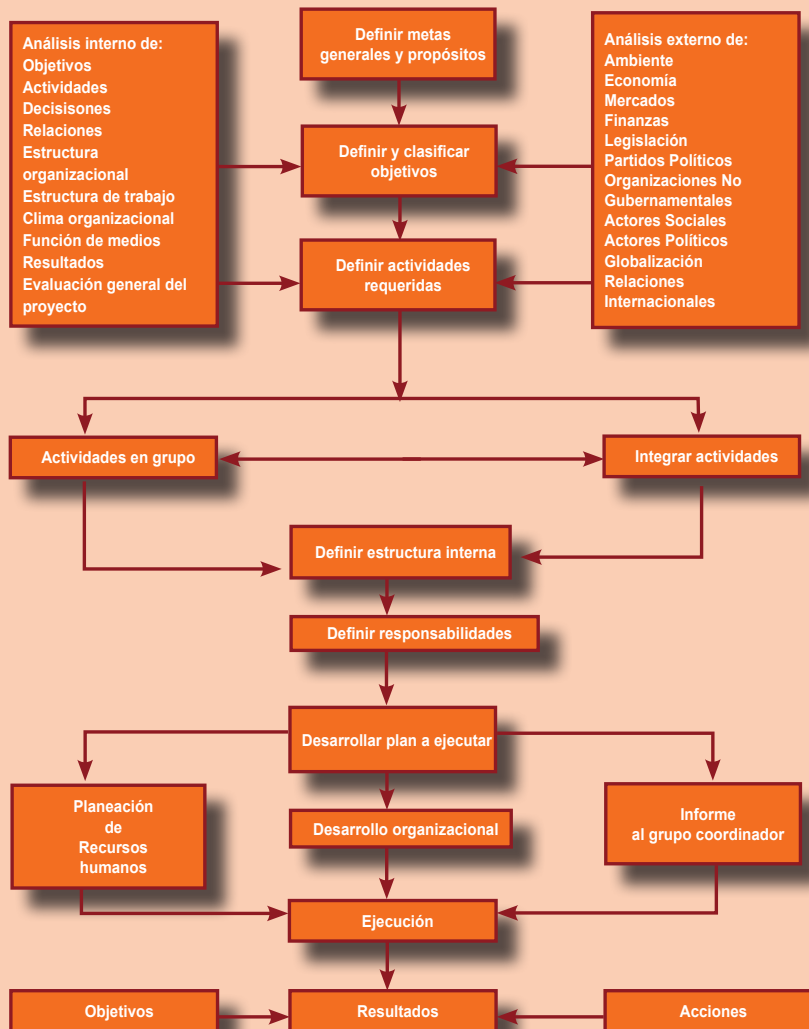 Análisis interno de:
Objetivos
Actividades
Decisisones
Relaciones
Estructura
organizacional
Estructura de trabajo
Clima organizacional
Función de medios
Resultados
Evaluación general del
proyecto
Definir metas
generales y propósitos
Definir y clasificar
objetivos
Definir actividades
requeridas
Análisis externo de:
Ambiente
Economía
Mercados
Finanzas
Legislación
Partidos Políticos
Organizaciones No
Gubernamentales
Actores Sociales
Actores Políticos
Globalización
Relaciones
Internacionales
Actividades en grupo
Integrar actividades
Definir estructura interna
Definir responsabilidades
Desarrollar plan a ejecutar
Planeación
de
Recursos
humanos
Desarrollo organizacional
Informe
al grupo coordinador
Ejecución
Objetivos
Resultados
Acciones